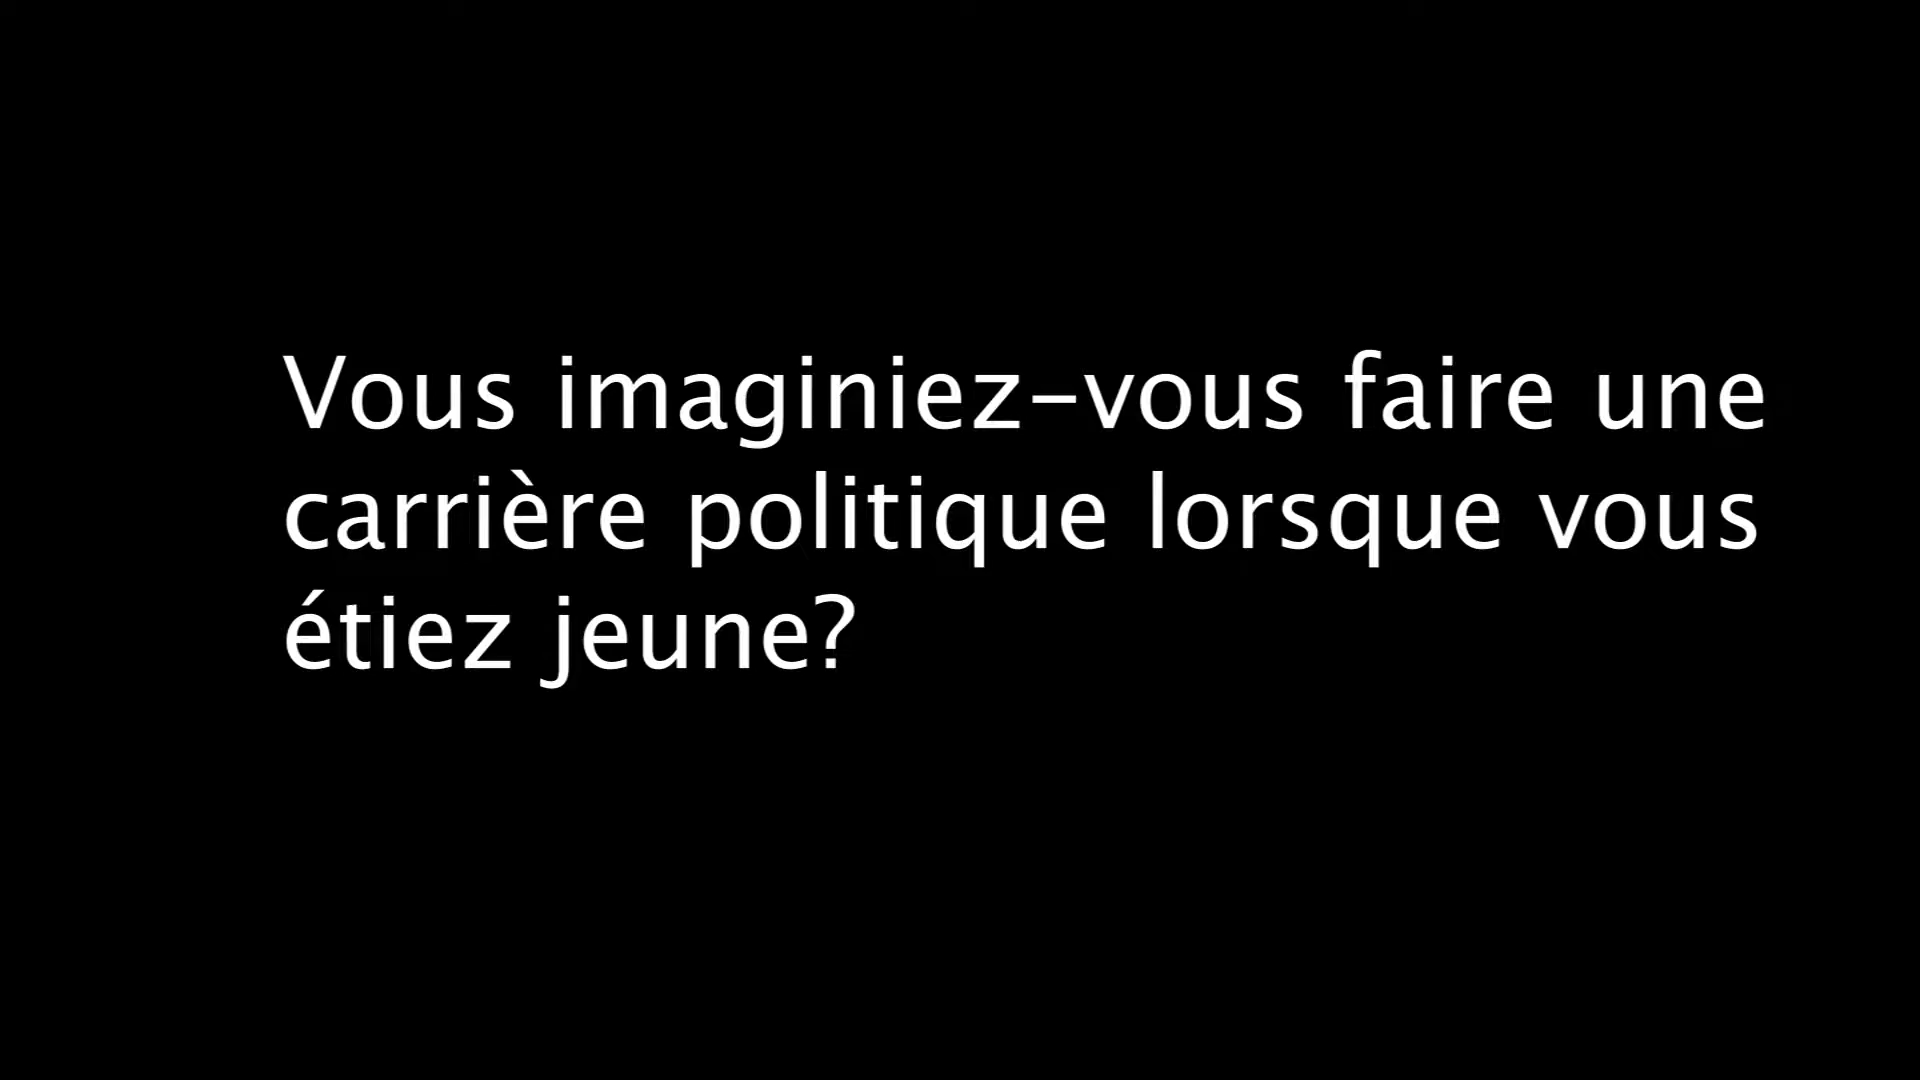 Vous imaginiez-vous faire une
carrière politique lorsque vous
étiez jeune?